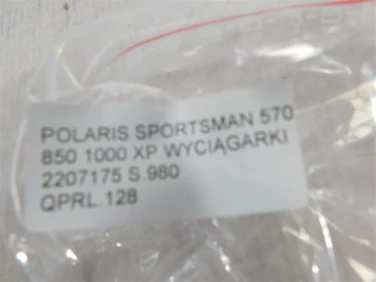 POLARIS SPORTSMAN 570
850 1000 XP WYCIĄGARKI
2207175 S.980
QPRL.128